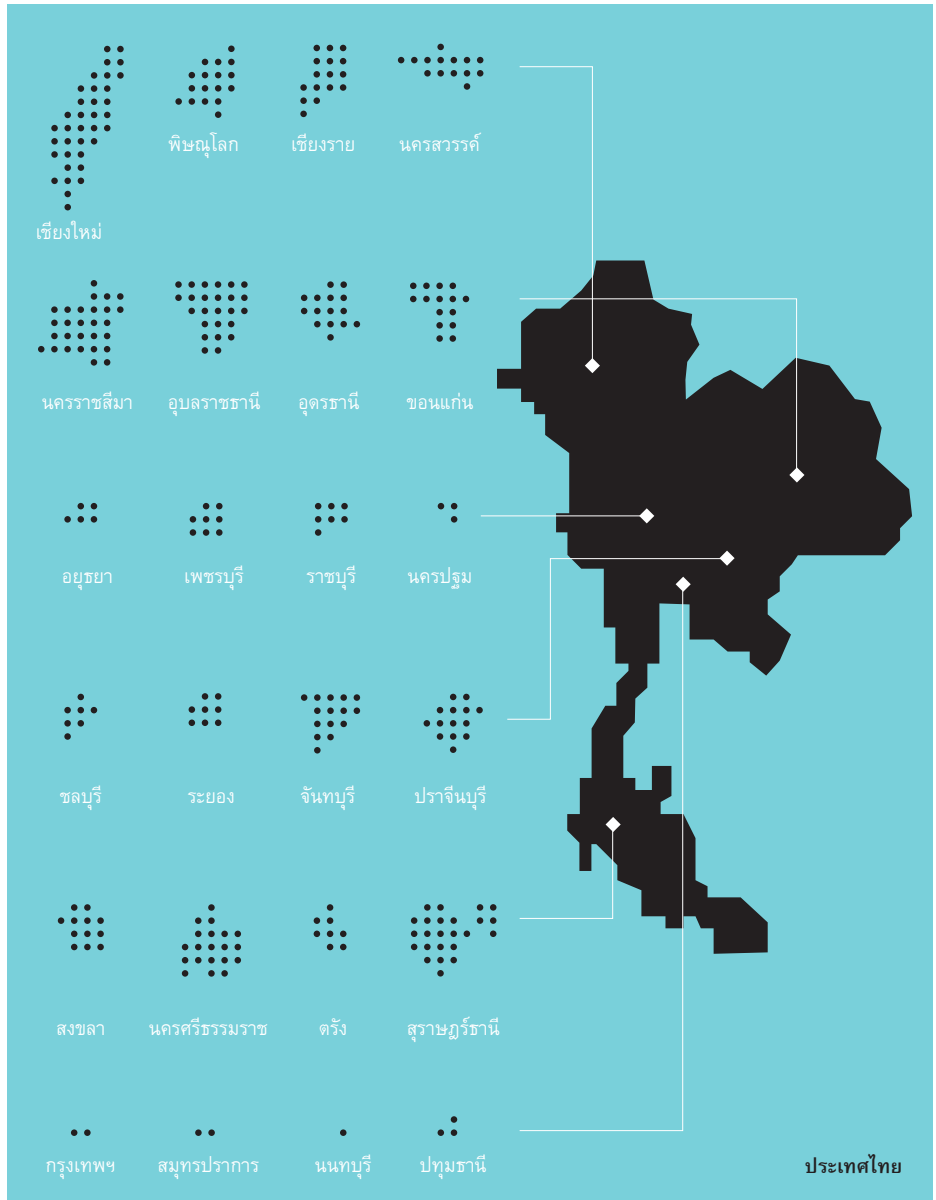 พิษณุโลก เชียงราย นครสวรรค์
เชียงใหม่
นครราชสีมา อุบลราชธานี อุดรธานี ขอนแก่น
อยุธยา เพชรบุรี ราชบุรี นครปฐม
ชลบุรี ระยอง จันทบุรี ปราจีนบุรี
สงขลา นครศรีธรรมราช ตรัง สุราษฎร์ธานี
กรุงเทพฯ สมุทรปราการ นนทบุรี ปทุมธานี
ประเทศไทย